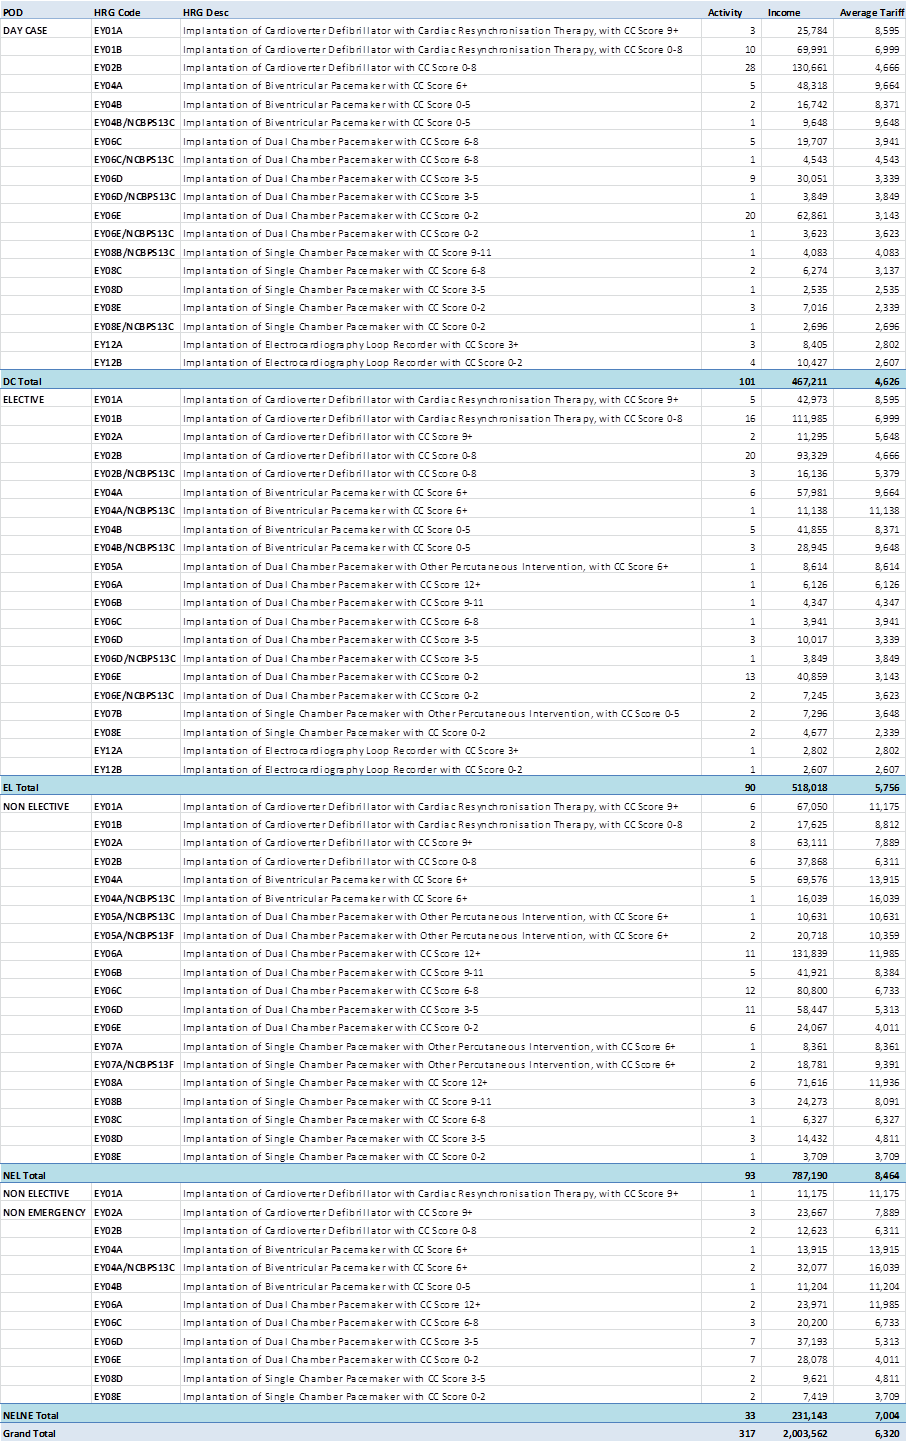 POD HRG Code HRG Desc Activity Income Average Tariff
DAY CASE EY01A Implantation of Cardioverter Defibrillator with Cardiac Resynchronisation Therapy, with CC Score 9+ 3 25,784 8,595
EY01B Implantation of Cardioverter Defibrillator with Cardiac Resynchronisation Therapy, with CC Score 0-8 10 69,991 6,999
EY02B Implantation of Cardioverter Defibrillator with CC Score 0-8 28 130,661 4,666
EY04A Implantation of Biventricular Pacemaker with CC Score 6+ 5 48,318 9,664
EY04B Implantation of Biventricular Pacemaker with CC Score 0-5 2 16,742 8,371
EY04B/NCBPS13C Implantation of Biventricular Pacemaker with CC Score 0-5 1 9,648 9,648
EY06C Implantation of Dual Chamber Pacemaker with CC Score 6-8 5 19,707 3,941
EY06C/NCBPS13C Implantation of Dual Chamber Pacemaker with CC Score 6-8 1 4,543 4,543
EY06D Implantation of Dual Chamber Pacemaker with CC Score 3-5 9 30,051 3,339
EY06D/NCBPS13C Implantation of Dual Chamber Pacemaker with CC Score 3-5 1 3,849 3,849
EY06E Implantation of Dual Chamber Pacemaker with CC Score 0-2 20 62,861 3,143
EY06E/NCBPS13C Implantation of Dual Chamber Pacemaker with CC Score 0-2 1 3,623 3,623
EY08B/NCBPS13C Implantation of Single Chamber Pacemaker with CC Score 9-11 1 4,083 4,083
EY08C Implantation of Single Chamber Pacemaker with CC Score 6-8 2 6,274 3,137
EY08D Implantation of Single Chamber Pacemaker with CC Score 3-5 1 2,535 2,535
EY08E Implantation of Single Chamber Pacemaker with CC Score 0-2 3 7,016 2,339
EY08E/NCBPS13C Implantation of Single Chamber Pacemaker with CC Score 0-2 1 2,696 2,696
EY12A Implantation of Electrocardiography Loop Recorder with CC Score 3+ 3 8,405 2,802
EY12B Implantation of Electrocardiography Loop Recorder with CC Score 0-2 4 10,427 2,607
DC Total 101 467,211 4,626
ELECTIVE EY01A Implantation of Cardioverter Defibrillator with Cardiac Resynchronisation Therapy, with CC Score 9+ 5 42,973 8,595
EY01B Implantation of Cardioverter Defibrillator with Cardiac Resynchronisation Therapy, with CC Score 0-8 16 111,985 6,999
EY02A Implantation of Cardioverter Defibrillator with CC Score 9+ 2 11,295 5,648
EY02B Implantation of Cardioverter Defibrillator with CC Score 0-8 20 93,329 4,666
EY02B/NCBPS13C Implantation of Cardioverter Defibrillator with CC Score 0-8 3 16,136 5,379
EY04A Implantation of Biventricular Pacemaker with CC Score 6+ 6 57,981 9,664
EY04A/NCBPS13C Implantation of Biventricular Pacemaker with CC Score 6+ 1 11,138 11,138
EY04B Implantation of Biventricular Pacemaker with CC Score 0-5 5 41,855 8,371
EY04B/NCBPS13C Implantation of Biventricular Pacemaker with CC Score 0-5 3 28,945 9,648
EY05A Implantation of Dual Chamber Pacemaker with Other Percutaneous Intervention, with CC Score 6+ 1 8,614 8,614
EY06A Implantation of Dual Chamber Pacemaker with CC Score 12+ 1 6,126 6,126
EY06B Implantation of Dual Chamber Pacemaker with CC Score 9-11 1 4,347 4,347
EY06C Implantation of Dual Chamber Pacemaker with CC Score 6-8 1 3,941 3,941
EY06D Implantation of Dual Chamber Pacemaker with CC Score 3-5 3 10,017 3,339
EY06D/NCBPS13C Implantation of Dual Chamber Pacemaker with CC Score 3-5 1 3,849 3,849
EY06E Implantation of Dual Chamber Pacemaker with CC Score 0-2 13 40,859 3,143
EY06E/NCBPS13C Implantation of Dual Chamber Pacemaker with CC Score 0-2 2 7,245 3,623
EY07B Implantation of Single Chamber Pacemaker with Other Percutaneous Intervention, with CC Score 0-5 2 7,296 3,648
EY08E Implantation of Single Chamber Pacemaker with CC Score 0-2 2 4,677 2,339
EY12A Implantation of Electrocardiography Loop Recorder with CC Score 3+ 1 2,802 2,802
EY12B Implantation of Electrocardiography Loop Recorder with CC Score 0-2 1 2,607 2,607
EL Total 90 518,018 5,756
NON ELECTIVE EY01A Implantation of Cardioverter Defibrillator with Cardiac Resynchronisation Therapy, with CC Score 9+ 6 67,050 11,175
EY01B Implantation of Cardioverter Defibrillator with Cardiac Resynchronisation Therapy, with CC Score 0-8 2 17,625 8,812
EY02A Implantation of Cardioverter Defibrillator with CC Score 9+ 8 63,111 7,889
EY02B Implantation of Cardioverter Defibrillator with CC Score 0-8 6 37,868 6,311
EY04A Implantation of Biventricular Pacemaker with CC Score 6+ 5 69,576 13,915
EY04A/NCBPS13C Implantation of Biventricular Pacemaker with CC Score 6+ 1 16,039 16,039
EY05A/NCBPS13C Implantation of Dual Chamber Pacemaker with Other Percutaneous Intervention, with CC Score 6+ 1 10,631 10,631
EY05A/NCBPS13F Implantation of Dual Chamber Pacemaker with Other Percutaneous Intervention, with CC Score 6+ 2 20,718 10,359
EY06A Implantation of Dual Chamber Pacemaker with CC Score 12+ 11 131,839 11,985
EY06B Implantation of Dual Chamber Pacemaker with CC Score 9-11 5 41,921 8,384
EY06C Implantation of Dual Chamber Pacemaker with CC Score 6-8 12 80,800 6,733
EY06D Implantation of Dual Chamber Pacemaker with CC Score 3-5 11 58,447 5,313
EY06E Implantation of Dual Chamber Pacemaker with CC Score 0-2 6 24,067 4,011
EY07A Implantation of Single Chamber Pacemaker with Other Percutaneous Intervention, with CC Score 6+ 1 8,361 8,361
EY07A/NCBPS13F Implantation of Single Chamber Pacemaker with Other Percutaneous Intervention, with CC Score 6+ 2 18,781 9,391
EY08A Implantation of Single Chamber Pacemaker with CC Score 12+ 6 71,616 11,936
EY08B Implantation of Single Chamber Pacemaker with CC Score 9-11 3 24,273 8,091
EY08C Implantation of Single Chamber Pacemaker with CC Score 6-8 1 6,327 6,327
EY08D Implantation of Single Chamber Pacemaker with CC Score 3-5 3 14,432 4,811
EY08E Implantation of Single Chamber Pacemaker with CC Score 0-2 1 3,709 3,709
NEL Total 93 787,190 8,464
NON ELECTIVE EY01A Implantation of Cardioverter Defibrillator with Cardiac Resynchronisation Therapy, with CC Score 9+ 1 11,175 11,175
NON EMERGENCY EY02A Implantation of Cardioverter Defibrillator with CC Score 9+ 3 23,667 7,889
EY02B Implantation of Cardioverter Defibrillator with CC Score 0-8 2 12,623 6,311
EY04A Implantation of Biventricular Pacemaker with CC Score 6+ 1 13,915 13,915
EY04A/NCBPS13C Implantation of Biventricular Pacemaker with CC Score 6+ 2 32,077 16,039
EY04B Implantation of Biventricular Pacemaker with CC Score 0-5 1 11,204 11,204
EY06A Implantation of Dual Chamber Pacemaker with CC Score 12+ 2 23,971 11,985
EY06C Implantation of Dual Chamber Pacemaker with CC Score 6-8 3 20,200 6,733
EY06D Implantation of Dual Chamber Pacemaker with CC Score 3-5 7 37,193 5,313
EY06E Implantation of Dual Chamber Pacemaker with CC Score 0-2 7 28,078 4,011
EY08D Implantation of Single Chamber Pacemaker with CC Score 3-5 2 9,621 4,811
EY08E Implantation of Single Chamber Pacemaker with CC Score 0-2 2 7,419 3,709
NELNE Total 33 231,143 7,004
Grand Total 317 2,003,562 6,320